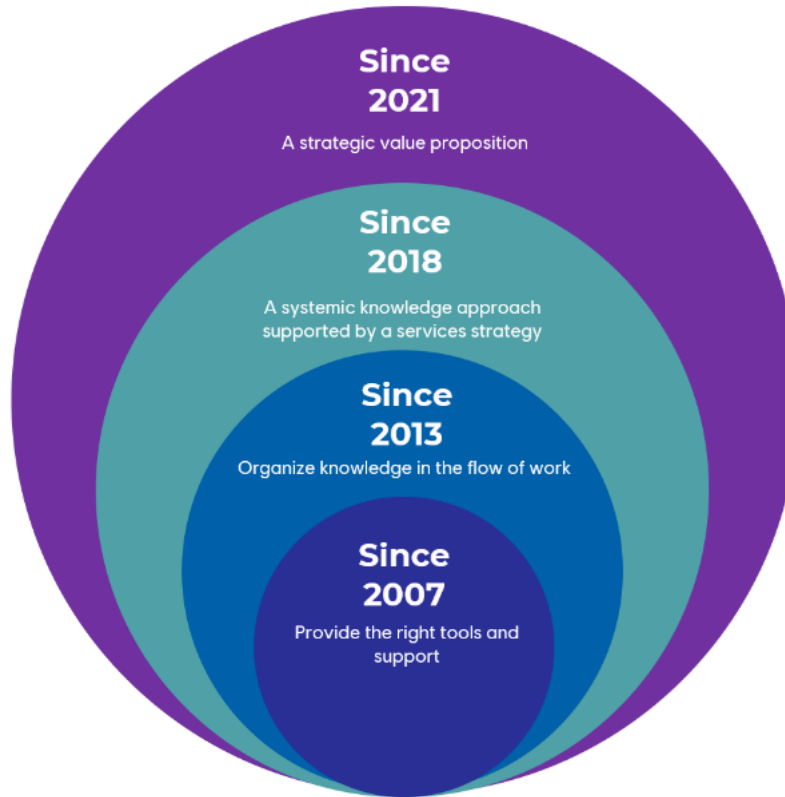 Since
2021
A strategic value proposition
Since
2018
A systemic knowledge approach
supported by a services strategy
Since
2013
Organize knowledge in the flow of work
Since
2007
Provide the right tools and
support